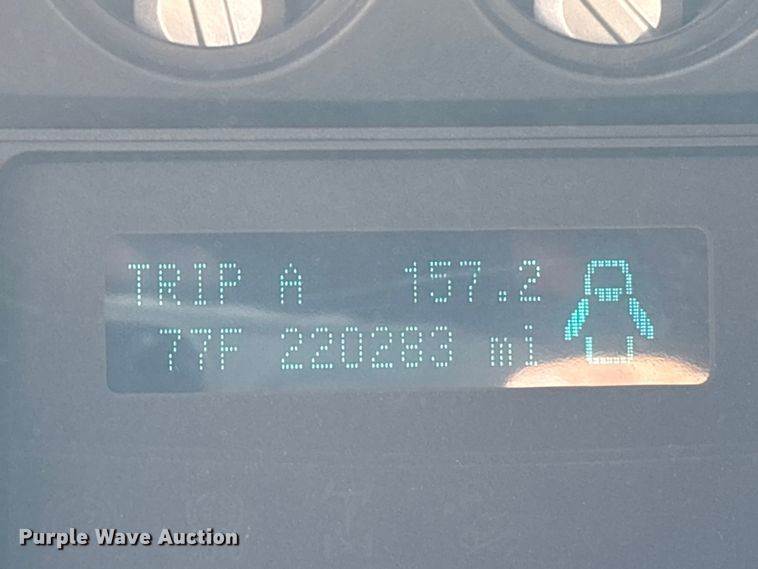 TRIP A 157.2
77F 220283 mi
Purple Wave Auction